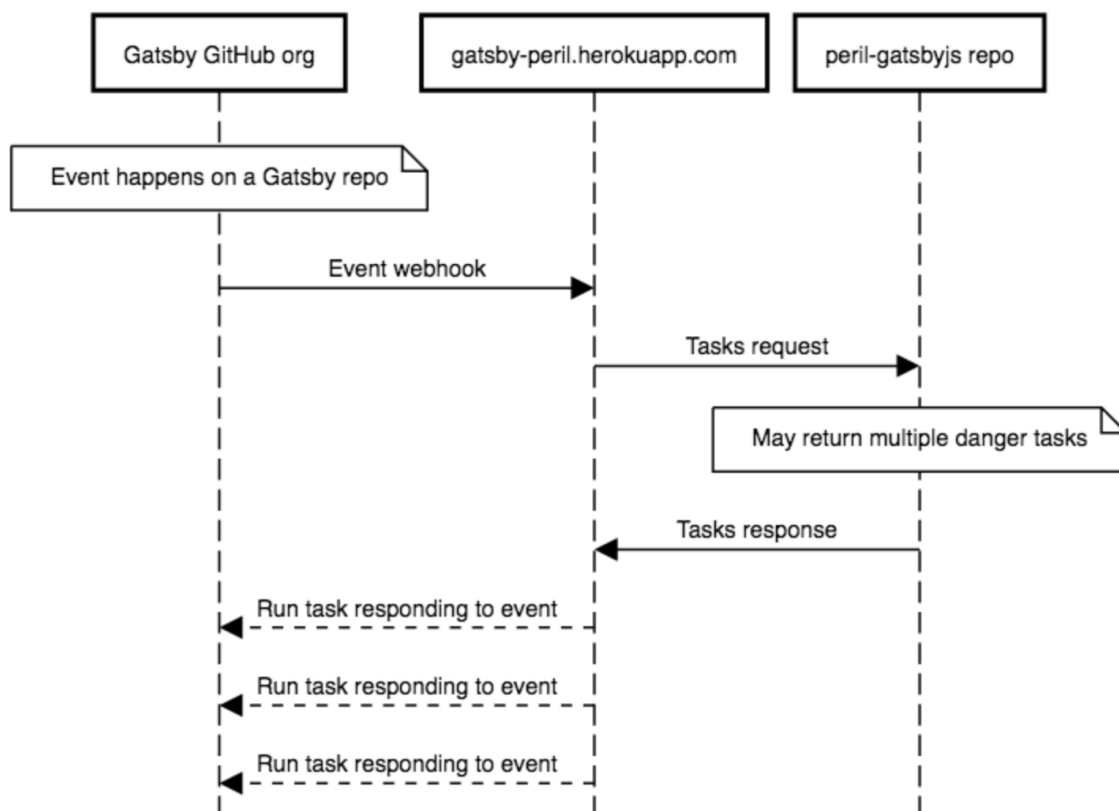 Gatsby GitHub org
gatsby-peril.herokuapp.com
peril-gatsbyjs repo
Event happens on a Gatsby repo
Event webhook
Tasks request
May return multiple danger tasks
Tasks response
Run task responding to event
Run task responding to event
Run task responding to event